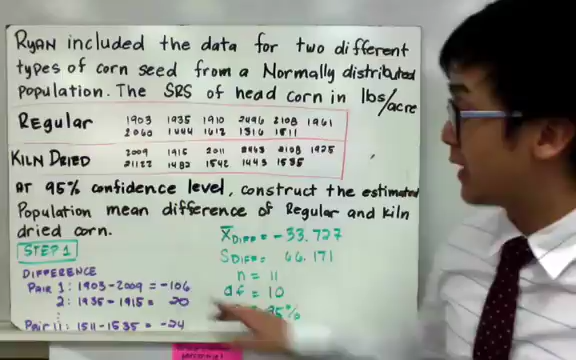 RYAN included the data for two different
types of corn seed from a Normally distributed
population. The SRS of head corn in lbs/acre
Regular 1903 1935 1910 2496 2108 1961
2060 1444 1612 1316 1511
KILN DRIED 2009 1915 2011 2463 2108 1925
2122 1482 1542 1443 1535
AT 95% confidence level, construct the estimated
Population mean difference of Regular and kiln
dried corn.
STEP 1
DIFFERENCE
Pair 1: 1903-2009 = -106
2: 1935-1915 = 20
Pair 11: 1511-1535 = -24
X̄DIFF = -33.727
SDIFF = 66.171
n = 11
df = 10
95%